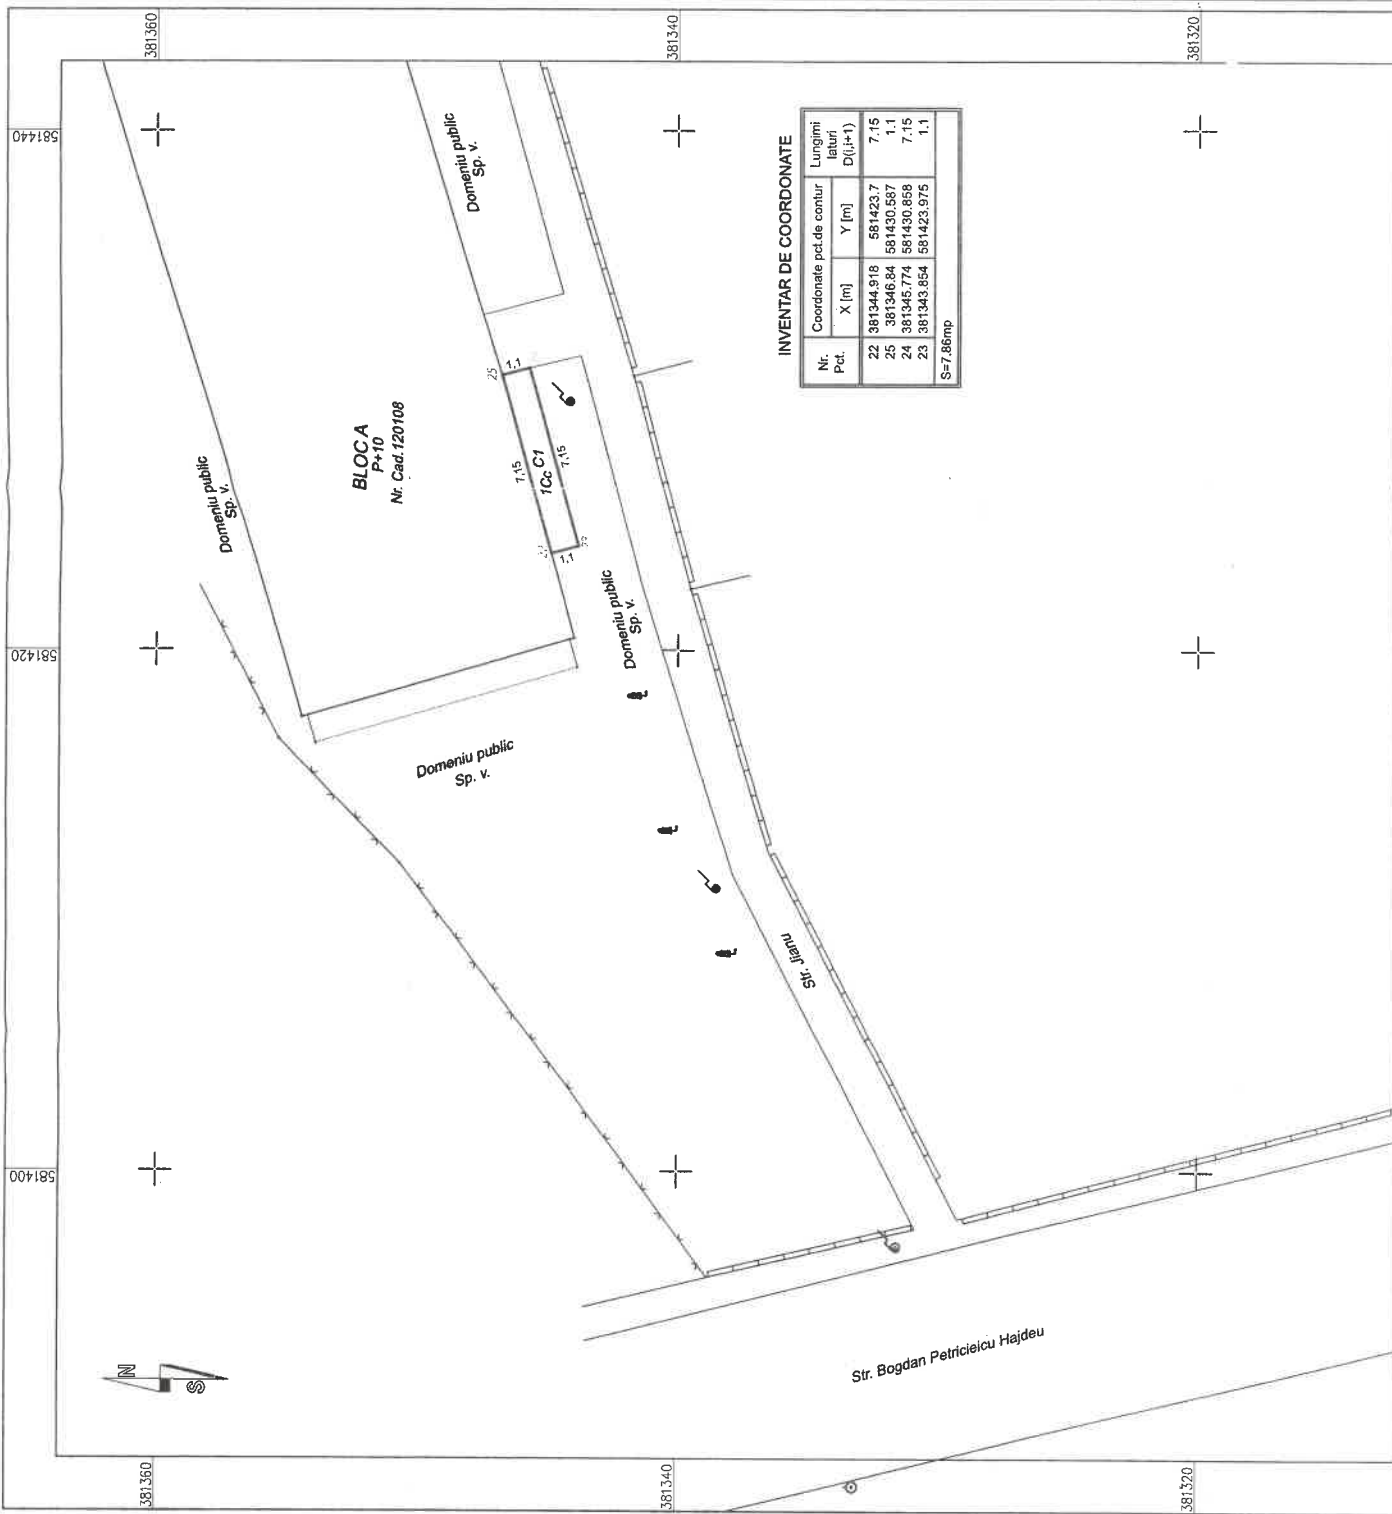 381360
381340
381320
581440
581420
581400
Domeniu public
Sp. v.
Domeniu public
Sp. v.
BLOC A
P+10
Nr. Cad.120108
25
1,1
7,15
C1
1Cc
7,15
1,1
Domeniu public
Sp. v.
Domeniu public
Sp. v.
Str. Jianu
Str. Bogdan Petricieicu Hajdeu
N
S
INVENTAR DE COORDONATE
Nr. Pct. Coordonate pct.de contur Lungimi laturi D(i,i+1)
X [m] Y [m]
22 381344.918 581423.7 7.15
25 381346.84 581430.587 1.1
24 381345.774 581430.858 7.15
23 381343.854 581423.975 1.1
S=7.86mp
381360
381340
381320